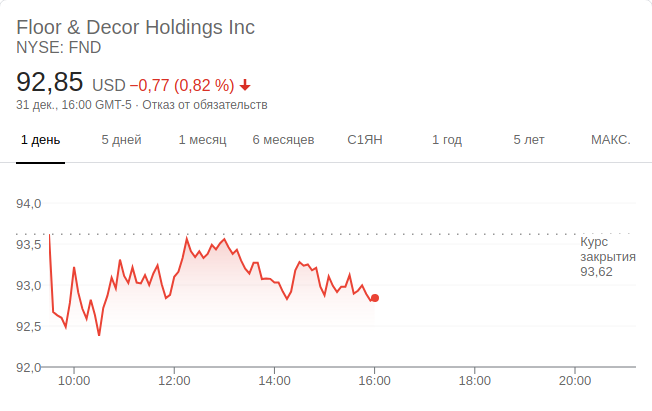 Floor & Decor Holdings Inc
NYSE: FND
92,85 USD −0,77 (0,82 %)
31 дек., 16:00 GMT-5 · Отказ от обязательств
1 день 5 дней 1 месяц 6 месяцев С1ЯН 1 год 5 лет МАКС.
94,0
93,5
93,0
92,5
92,0
Курс
закрытия
93,62
10:00 12:00 14:00 16:00 18:00 20:00